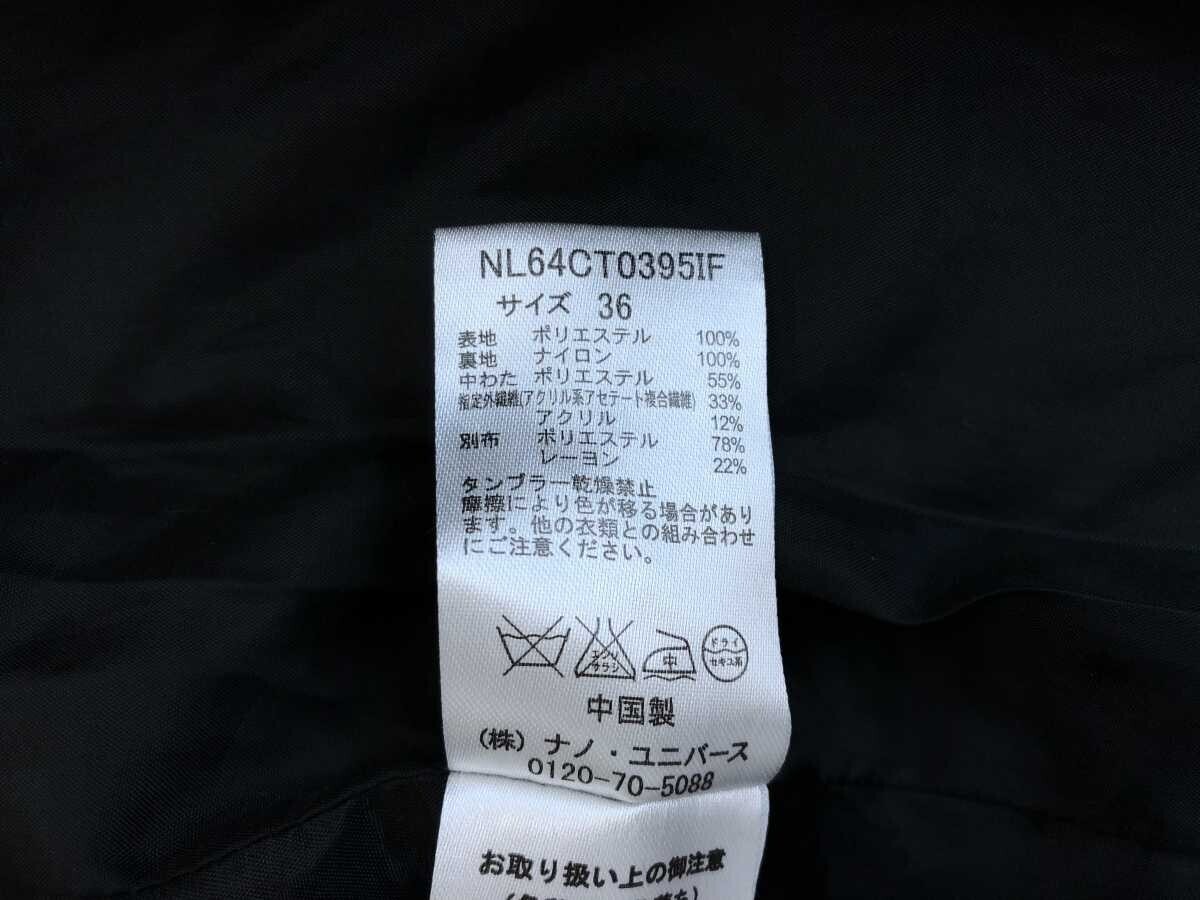 NL64CT0395IF
サイズ 36
表地 ポリエステル 100%
裏地 ナイロン 100%
中わた ポリエステル 55%
指定外繊維(アクリル系アセテート複合繊維) 33%
アクリル 12%
別布 ポリエステル 78%
レーヨン 22%
タンブラー乾燥禁止
摩擦により色が移る場合があり
ます。他の衣類との組み合わせ
にご注意ください。
エンソ サラシ 中 ドライ セキユ系
中国製
(株) ナノ・ユニバース
0120-70-5088
お取り扱い上の御注意